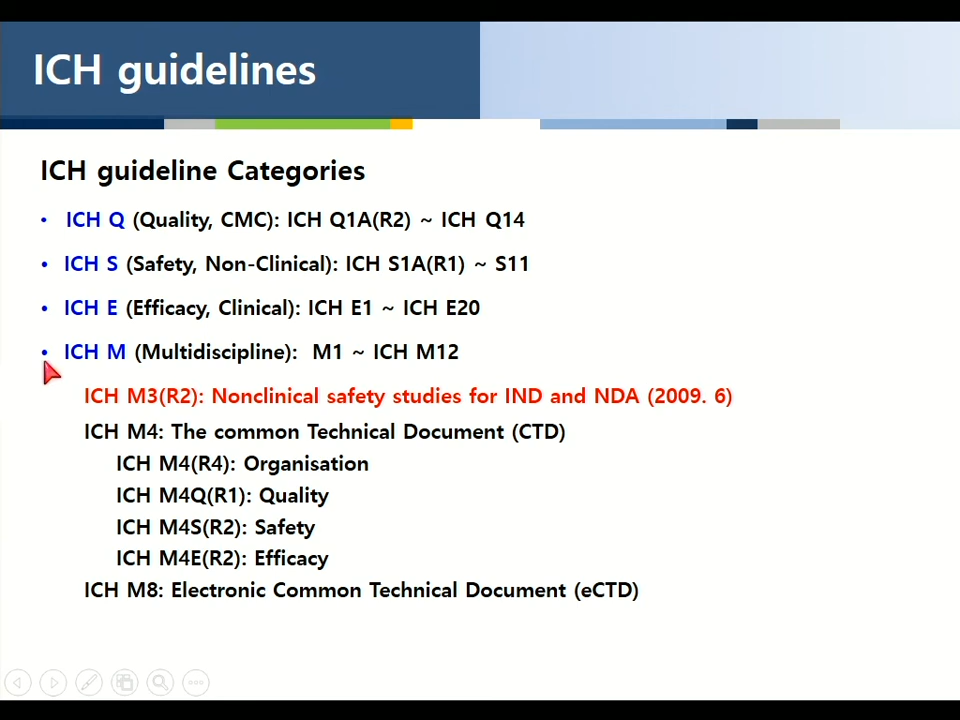 ICH guidelines
ICH guideline Categories
• ICH Q (Quality, CMC): ICH Q1A(R2) ~ ICH Q14
• ICH S (Safety, Non-Clinical): ICH S1A(R1) ~ S11
• ICH E (Efficacy, Clinical): ICH E1 ~ ICH E20
• ICH M (Multidiscipline): M1 ~ ICH M12
ICH M3(R2): Nonclinical safety studies for IND and NDA (2009. 6)
ICH M4: The common Technical Document (CTD)
ICH M4(R4): Organisation
ICH M4Q(R1): Quality
ICH M4S(R2): Safety
ICH M4E(R2): Efficacy
ICH M8: Electronic Common Technical Document (eCTD)